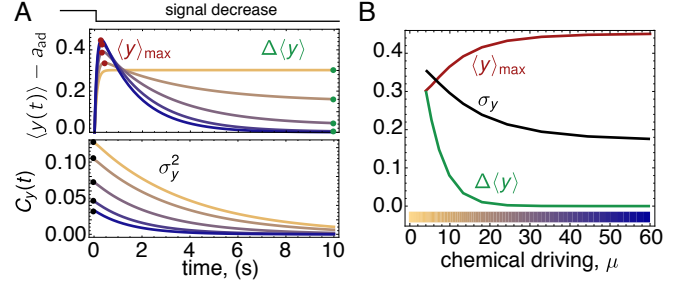 A
signal decrease
⟨y(t)⟩ − a_ad
0.4
0.2
0.0
⟨y⟩max
Δ⟨y⟩
C_y(t)
0.10
0.05
0.00
σ_y^2
0 2 4 6 8 10
time, (s)
B
0.4
0.3
0.2
0.1
0.0
⟨y⟩max
σ_y
Δ⟨y⟩
0 10 20 30 40 50 60
chemical driving, μ